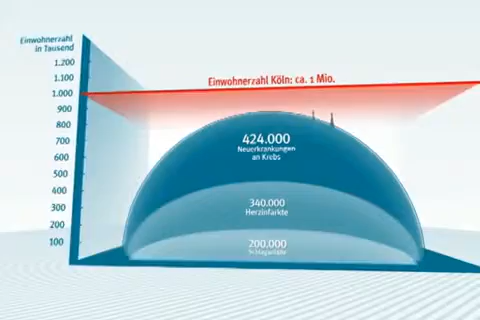 Einwohnerzahl
in Tausend
1.200
1.100
1.000
900
800
700
600
500
400
300
200
100
Einwohnerzahl Köln: ca. 1 Mio.
424.000
Neuerkrankungen
an Krebs
340.000
Herzinfarkte
200.000
Schlaganfälle